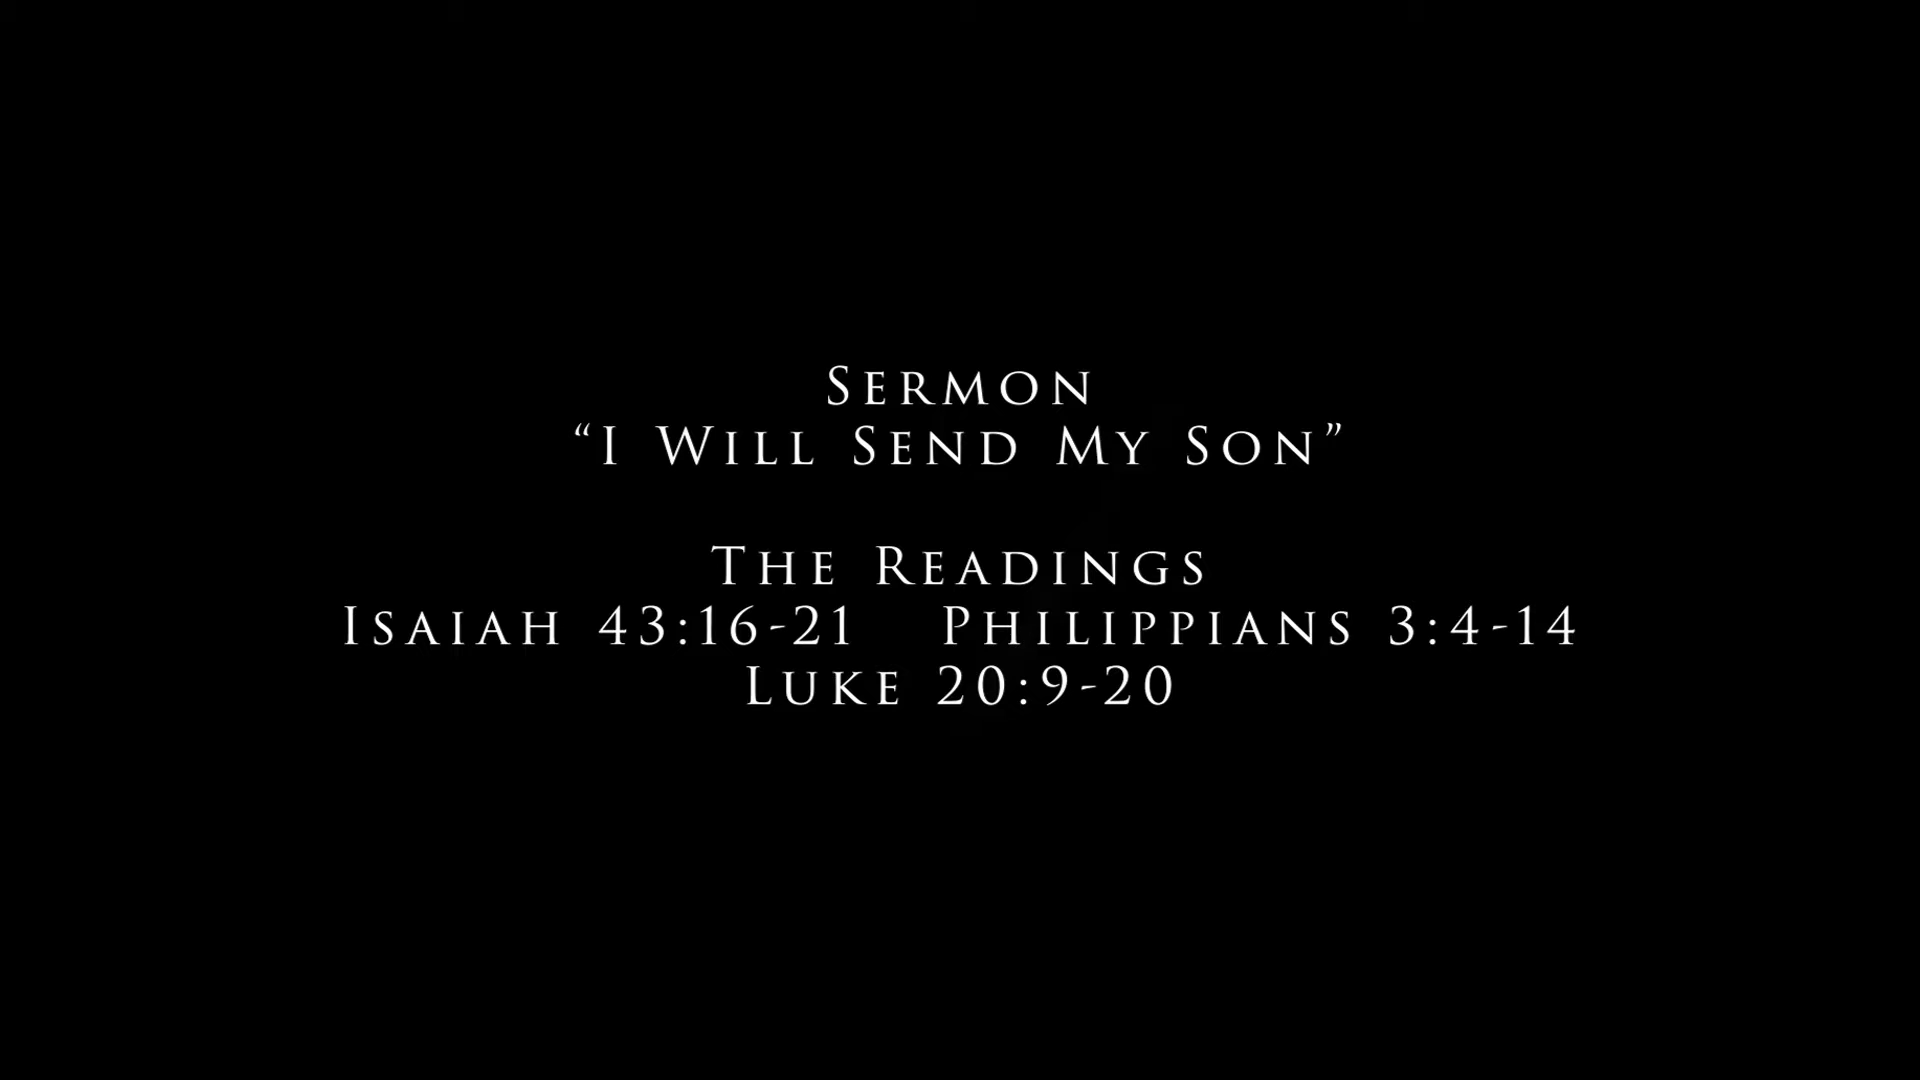 Sermon
“I Will Send My Son”
The Readings
Isaiah 43:16-21 Philippians 3:4-14
Luke 20:9-20